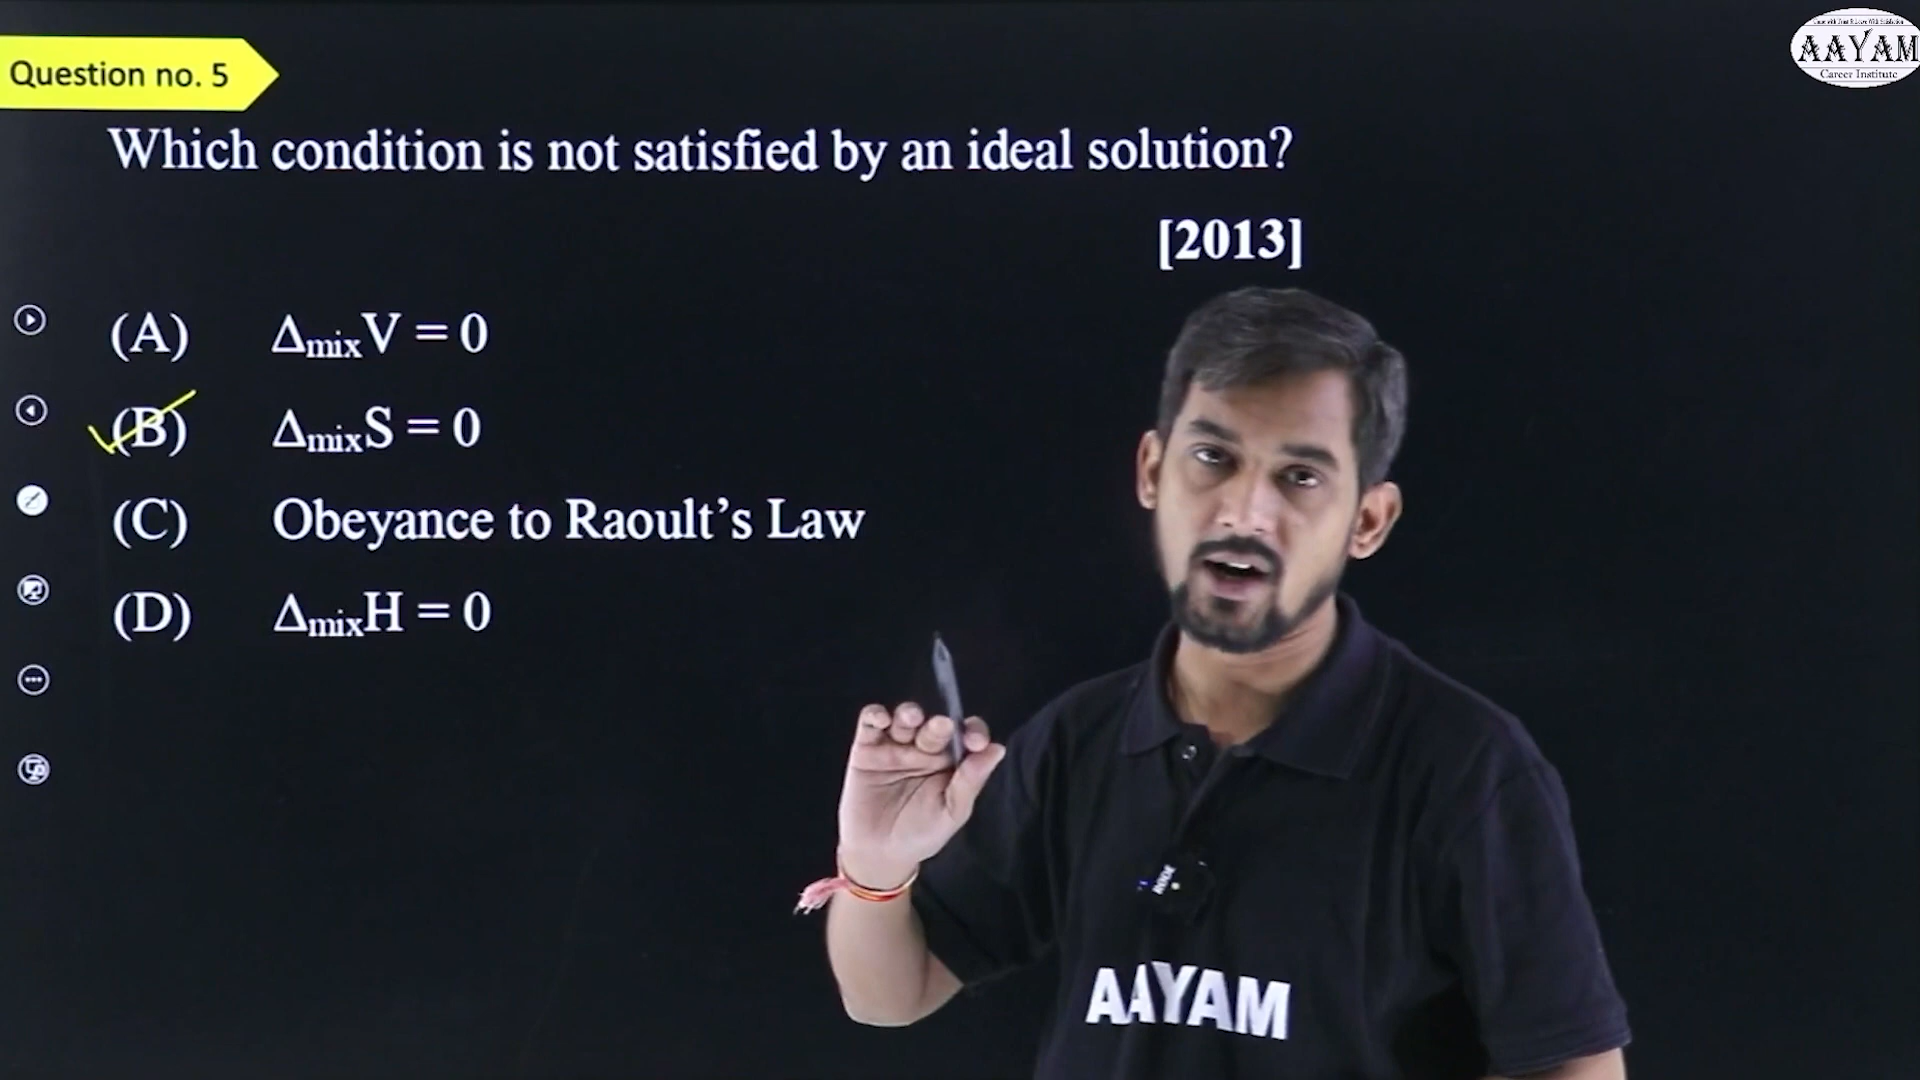 AAYAM
Career Institute
Question no. 5
Which condition is not satisfied by an ideal solution?
[2013]
(A) ΔmixV = 0
(B) ΔmixS = 0
(C) Obeyance to Raoult’s Law
(D) ΔmixH = 0
RODE
AAYAM